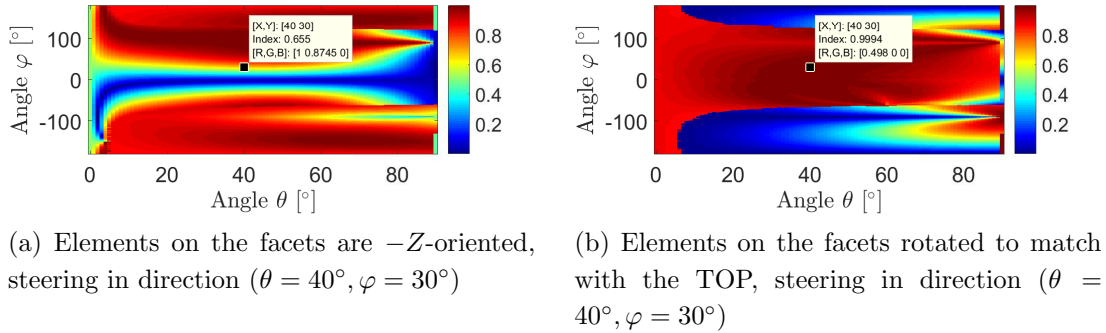 [X,Y]: [40 30]
Index: 0.655
[R,G,B]: [1 0.8745 0]
100
0
-100
Angle φ [°]
0 20 40 60 80
Angle θ [°]
0.8
0.6
0.4
0.2
[X,Y]: [40 30]
Index: 0.9994
[R,G,B]: [0.498 0 0]
100
0
-100
Angle φ [°]
0 20 40 60 80
Angle θ [°]
0.8
0.6
0.4
0.2
(a) Elements on the facets are −Z-oriented,
steering in direction (θ = 40°, φ = 30°)
(b) Elements on the facets rotated to match
with the TOP, steering in direction (θ =
40°, φ = 30°)